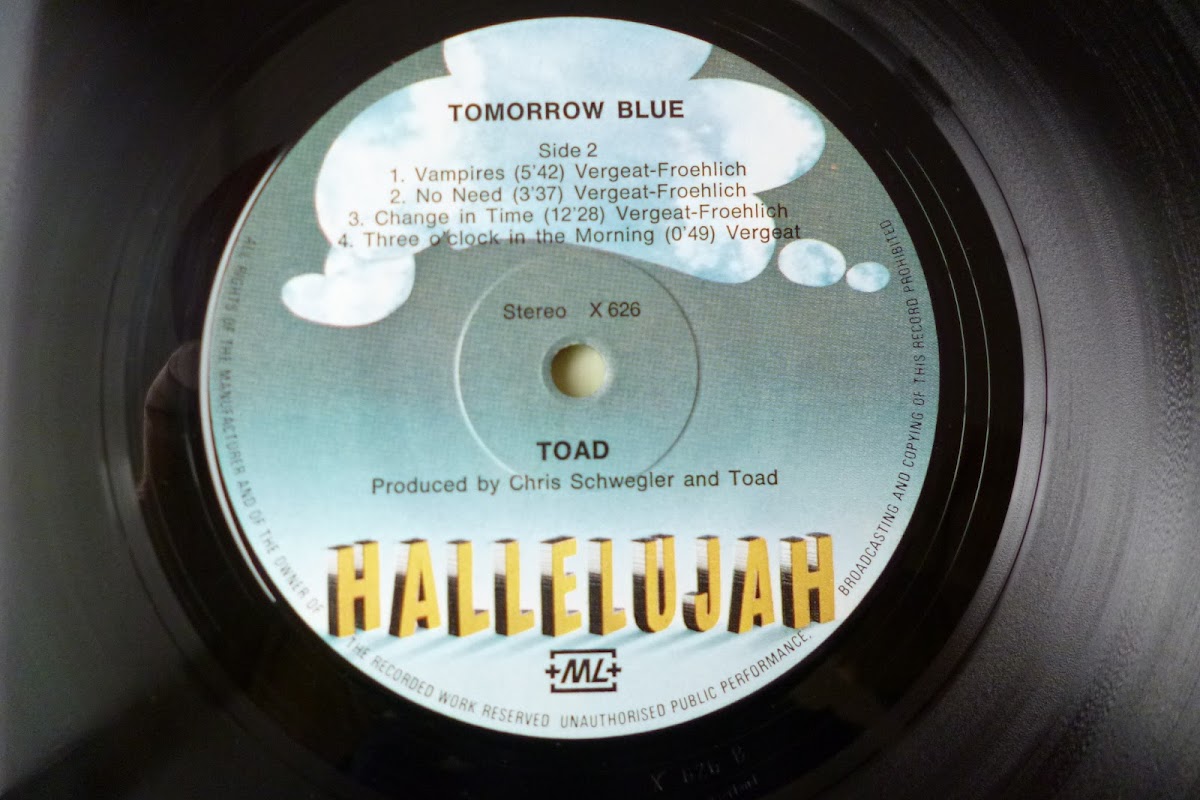 TOMORROW BLUE
Side 2
1. Vampires (5'42) Vergeat-Froehlich
2. No Need (3'37) Vergeat-Froehlich
3. Change in Time (12'28) Vergeat-Froehlich
4. Three o'clock in the Morning (0'49) Vergeat
Stereo X 626
TOAD
Produced by Chris Schwegler and Toad
HALLELUJAH
ML
ALL RIGHTS OF THE MANUFACTURER AND OF THE OWNER OF THE RECORDED WORK RESERVED UNAUTHORISED PUBLIC PERFORMANCE, BROADCASTING AND COPYING OF THIS RECORD PROHIBITED
X 626 B